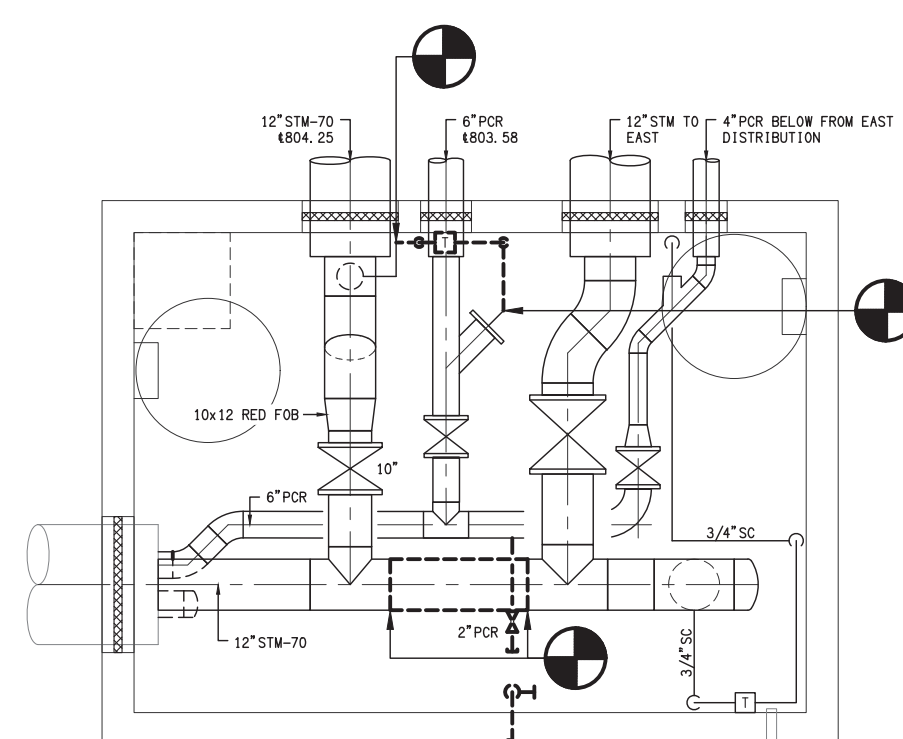 12"STM-70
℄804.25
6"PCR
℄803.58
12"STM TO
EAST
4"PCR BELOW FROM EAST
DISTRIBUTION
T
10x12 RED FOB
10"
6"PCR
3/4"SC
2"PCR
12"STM-70
3/4"SC
T